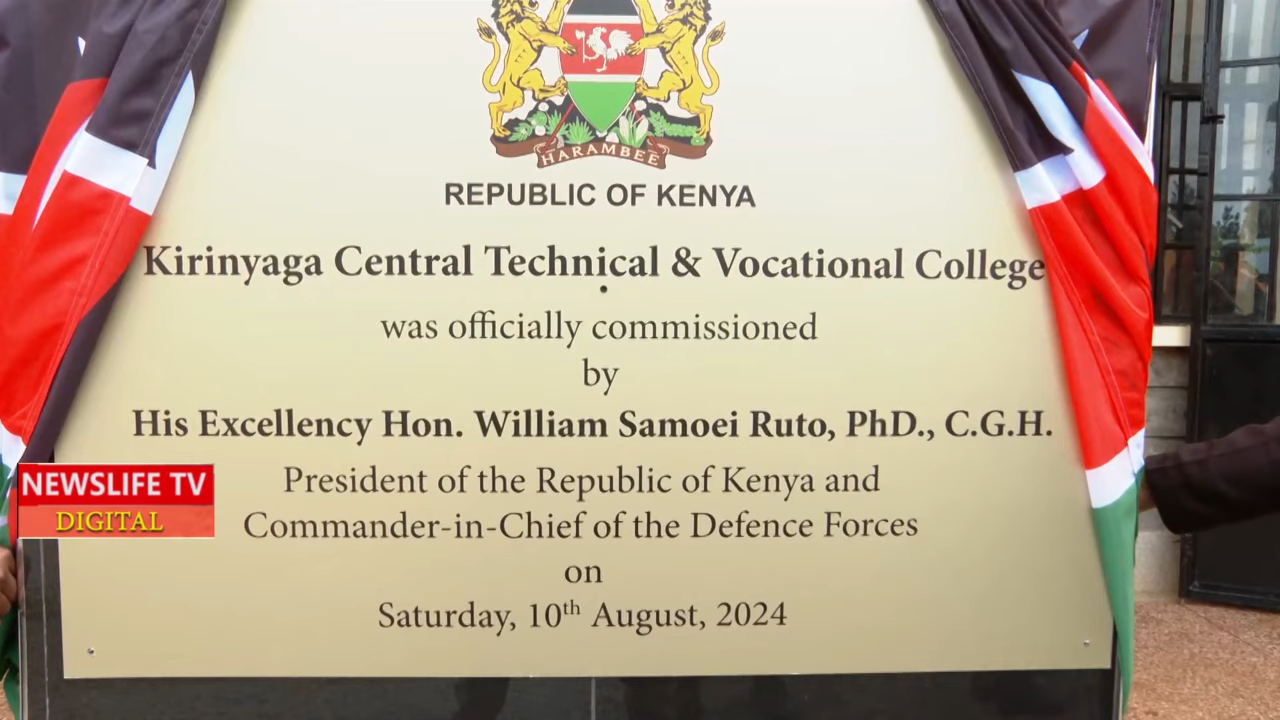 HARAMBEE
REPUBLIC OF KENYA
Kirinyaga Central Technical & Vocational College
was officially commissioned
by
His Excellency Hon. William Samoei Ruto, PhD., C.G.H.
President of the Republic of Kenya and
Commander-in-Chief of the Defence Forces
on
Saturday, 10th August, 2024
NEWSLIFE TV
DIGITAL